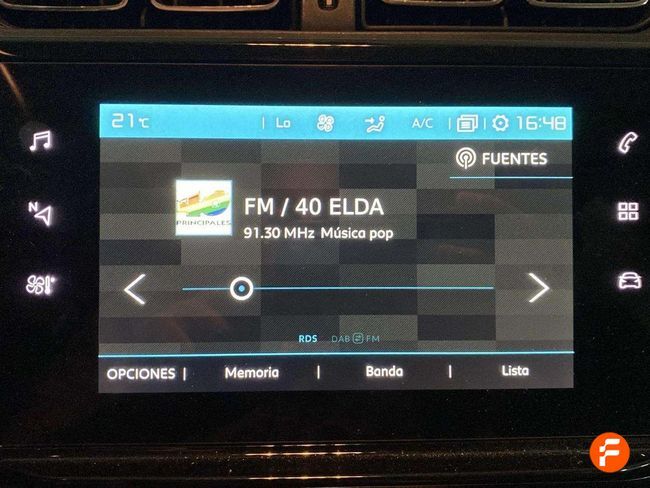 21°C Lo A/C 16:48
FUENTES
PRINCIPALES
FM / 40 ELDA
91.30 MHz Música pop
N
RDS DAB FM
OPCIONES | Memoria | Banda | Lista